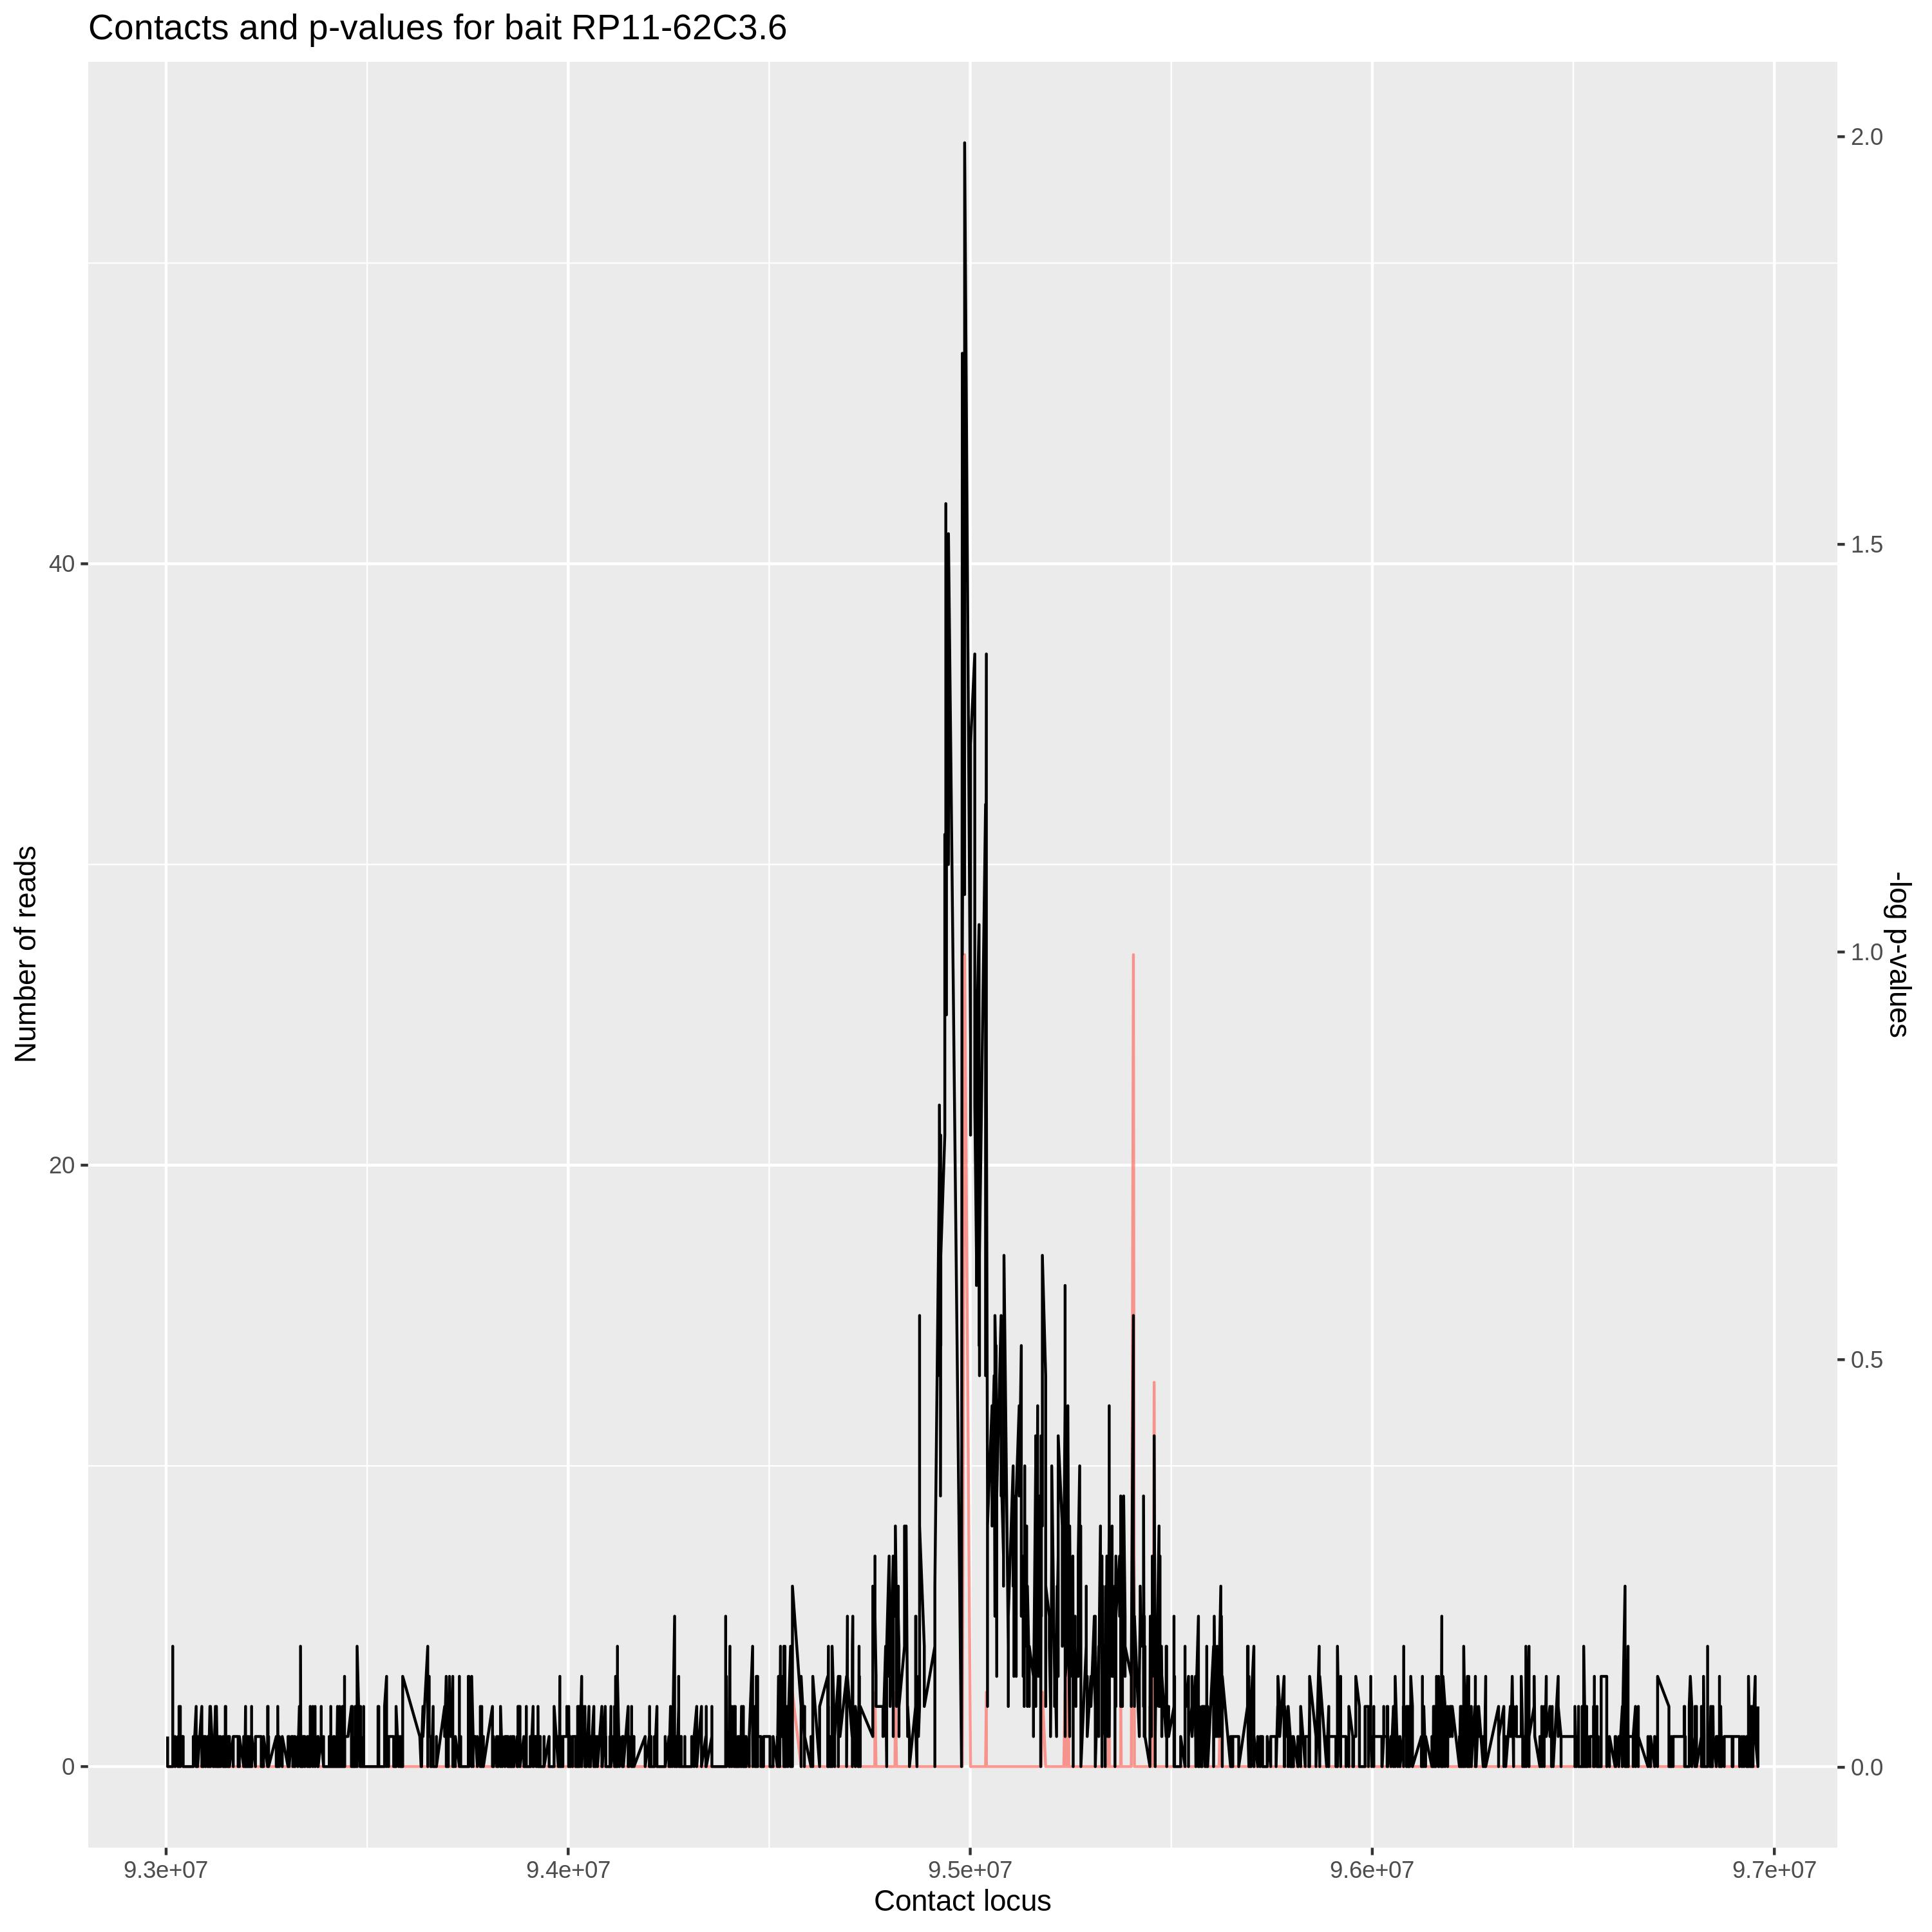 Contacts and p-values for bait RP11-62C3.6
Number of reads
40
20
0
2.0
1.5
1.0
0.5
0.0
-log p-values
9.3e+07
9.4e+07
9.5e+07
9.6e+07
9.7e+07
Contact locus